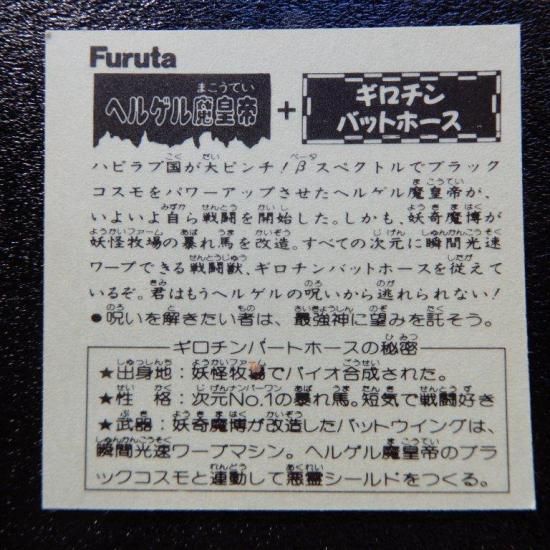 Furuta
ヘルゲル魔皇帝 + ギロチン
バットホース
ハピラブ国が大ピンチ!βスペクトルでブラック
コスモをパワーアップさせたヘルゲル魔皇帝が、
いよいよ自ら戦闘を開始した。しかも、妖奇魔博が
妖怪牧場の暴れ馬を改造。すべての次元に瞬間光速
ワープできる戦闘獣、ギロチンバットホースを従えて
いるぞ。君はもうヘルゲルの呪いから逃れられない!
●呪いを解きたい者は、最強神に望みを託そう。
ギロチンバートホースの秘密
★出身地:妖怪牧場でバイオ合成された。
★性 格:次元No.1の暴れ馬。短気で戦闘好き
★武器:妖奇魔博が改造したバットウイングは、
瞬間光速ワープマシン。ヘルゲル魔皇帝のブラ
ックコスモと連動して悪霊シールドをつくる。